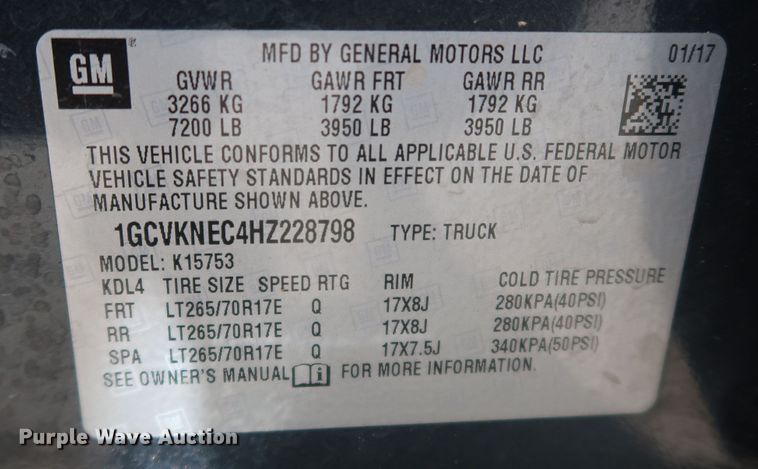 GM
MFD BY GENERAL MOTORS LLC 01/17
GVWR GAWR FRT GAWR RR
3266 KG 1792 KG 1792 KG
7200 LB 3950 LB 3950 LB
THIS VEHICLE CONFORMS TO ALL APPLICABLE U.S. FEDERAL MOTOR
VEHICLE SAFETY STANDARDS IN EFFECT ON THE DATE OF
MANUFACTURE SHOWN ABOVE.
1GCVKNEC4HZ228798 TYPE: TRUCK
MODEL: K15753
KDL4 TIRE SIZE SPEED RTG RIM COLD TIRE PRESSURE
FRT LT265/70R17E Q 17X8J 280KPA(40PSI)
RR LT265/70R17E Q 17X8J 280KPA(40PSI)
SPA LT265/70R17E Q 17X7.5J 340KPA(50PSI)
SEE OWNER'S MANUAL i FOR MORE INFORMATION.
Purple Wave Auction